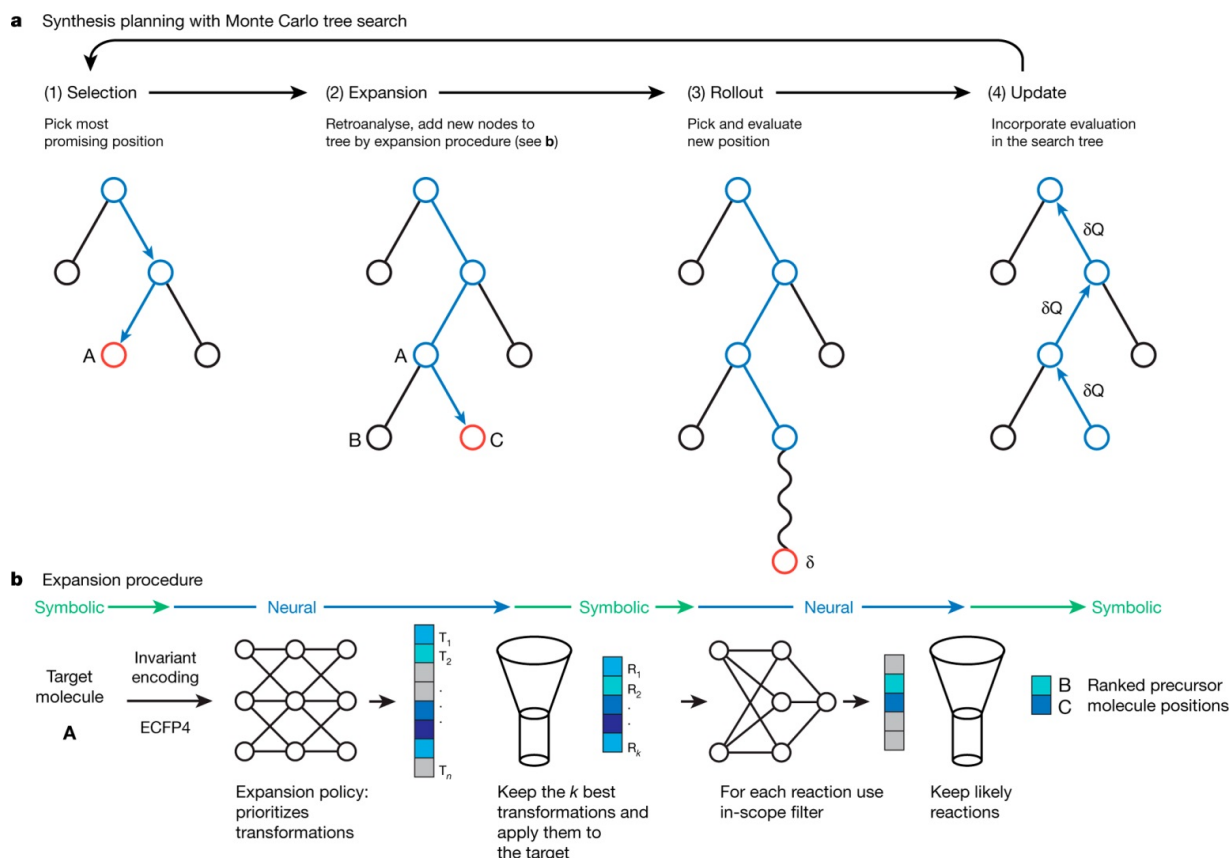 a Synthesis planning with Monte Carlo tree search
(1) Selection
Pick most
promising position
(2) Expansion
Retroanalyse, add new nodes to
tree by expansion procedure (see b)
(3) Rollout
Pick and evaluate
new position
(4) Update
Incorporate evaluation
in the search tree
A
A
B
C
δ
δQ
δQ
δQ
b Expansion procedure
Symbolic
Neural
Symbolic
Neural
Symbolic
Target
molecule
A
Invariant
encoding
ECFP4
T1
T2
.
.
.
Tn
Expansion policy:
prioritizes
transformations
R1
R2
.
.
Rk
Keep the k best
transformations and
apply them to
the target
For each reaction use
in-scope filter
Keep likely
reactions
B
C
Ranked precursor
molecule positions